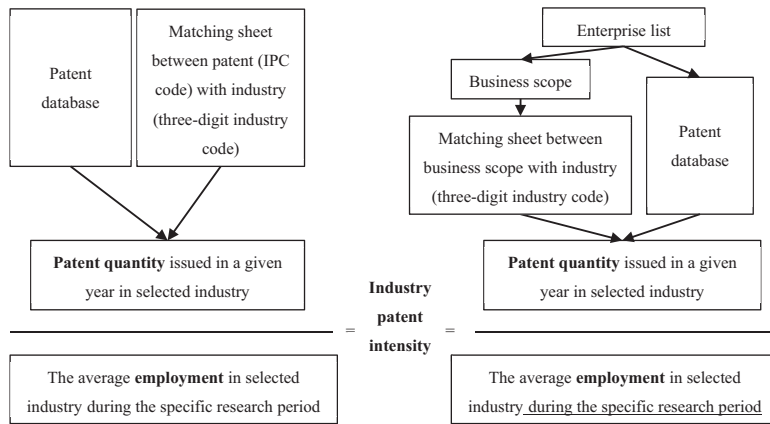 Patent
database
Matching sheet
between patent (IPC
code) with industry
(three-digit industry
code)
Patent quantity issued in a given
year in selected industry
The average employment in selected
industry during the specific research period
=
Industry
patent
intensity
=
Enterprise list
Business scope
Matching sheet between
business scope with industry
(three-digit industry code)
Patent
database
Patent quantity issued in a given
year in selected industry
The average employment in selected
industry during the specific research period